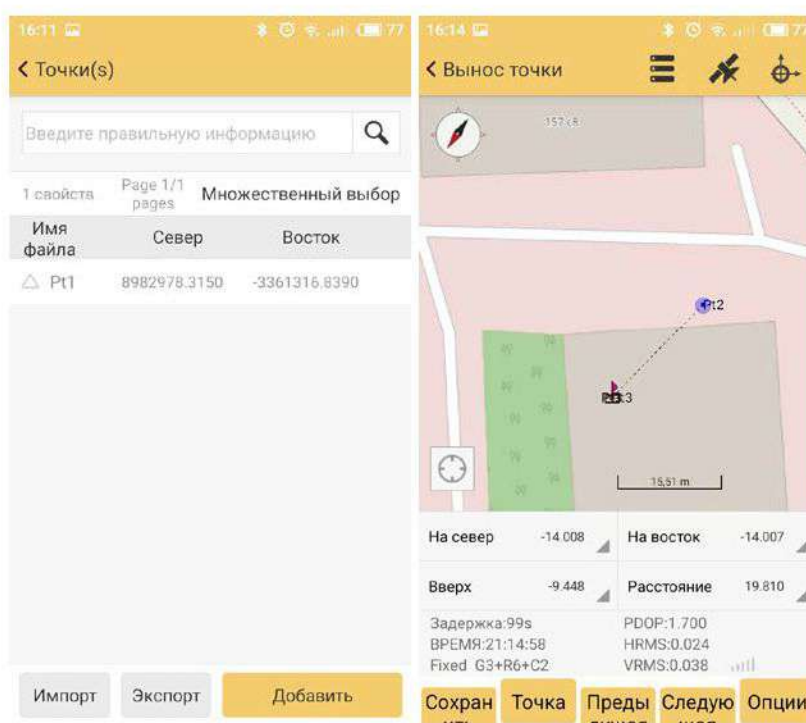 16:11 77
Точки(s)
Введите правильную информацию
1 свойств Page 1/1 pages Множественный выбор
Имя файла Север Восток
Pt1 8982978.3150 -3361316.8390
Импорт Экспорт Добавить
16:14 77
Вынос точки
Pt2
15,51 m
На север -14.008 На восток -14.007
Вверх -9.448 Расстояние 19.810
Задержка:99s PDOP:1.700
ВРЕМЯ:21:14:58 HRMS:0.024
Fixed G3+R6+C2 VRMS:0.038
Сохран Точка Преды Следую Опции